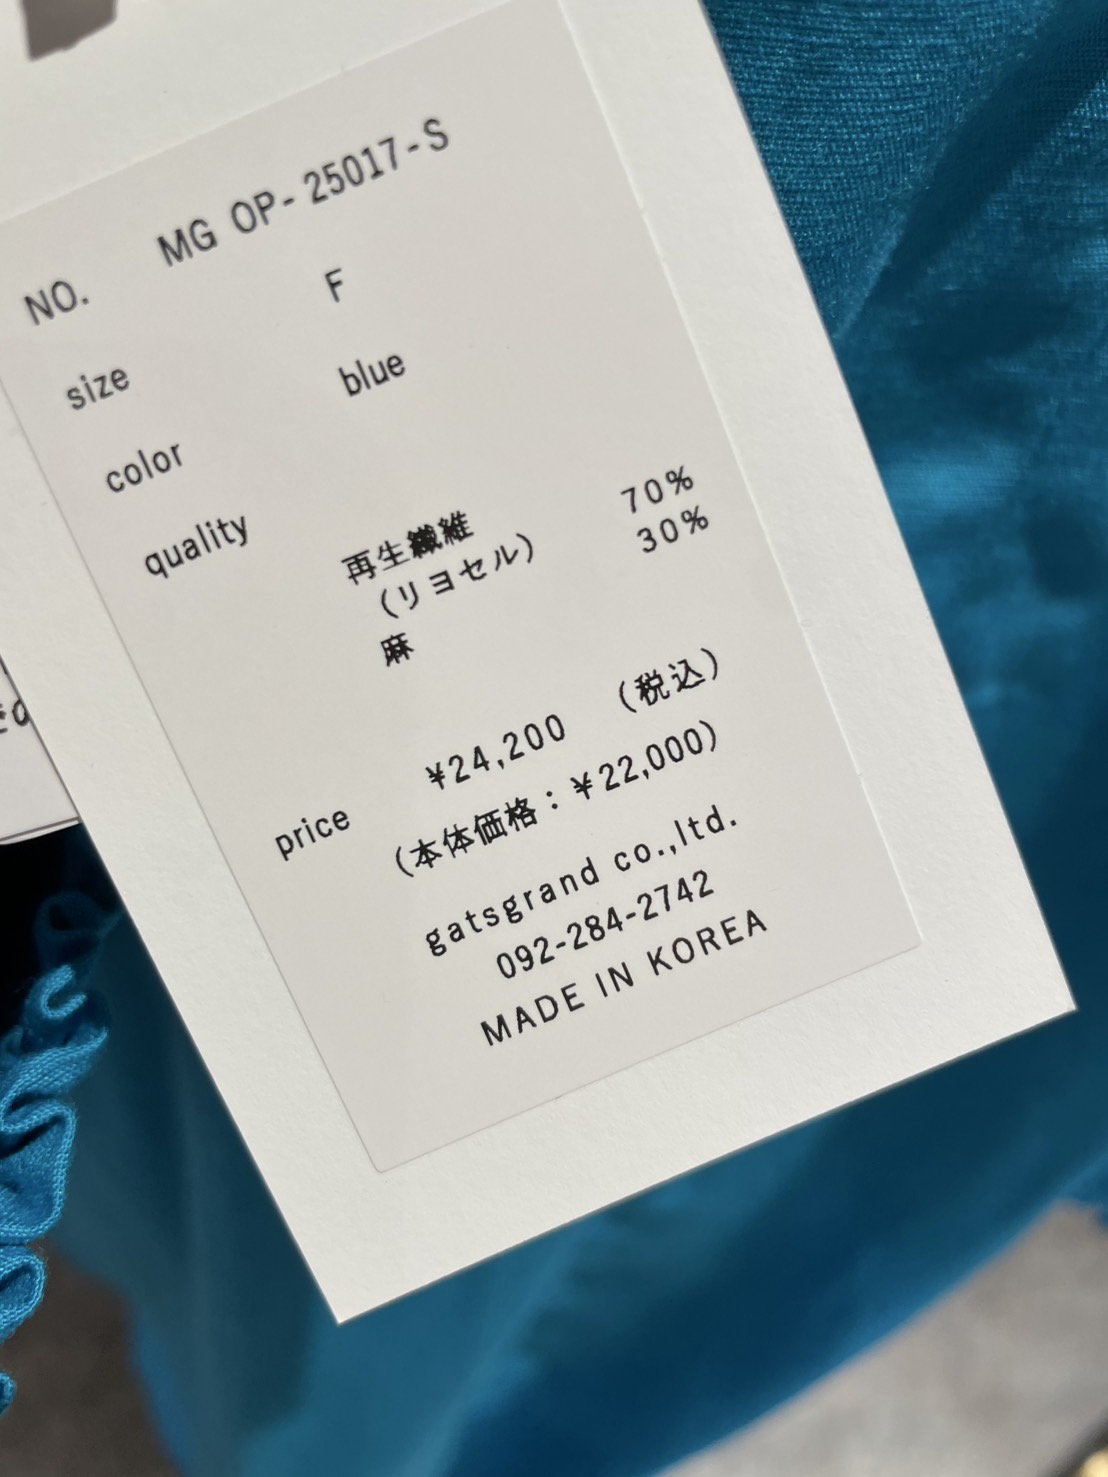 NO. MG OP-25017-S
size F
color blue
quality 再生繊維 70%
(リヨセル) 30%
麻
price ¥24,200 (税込)
(本体価格：¥22,000)
gatsgrand co.,ltd.
092-284-2742
MADE IN KOREA